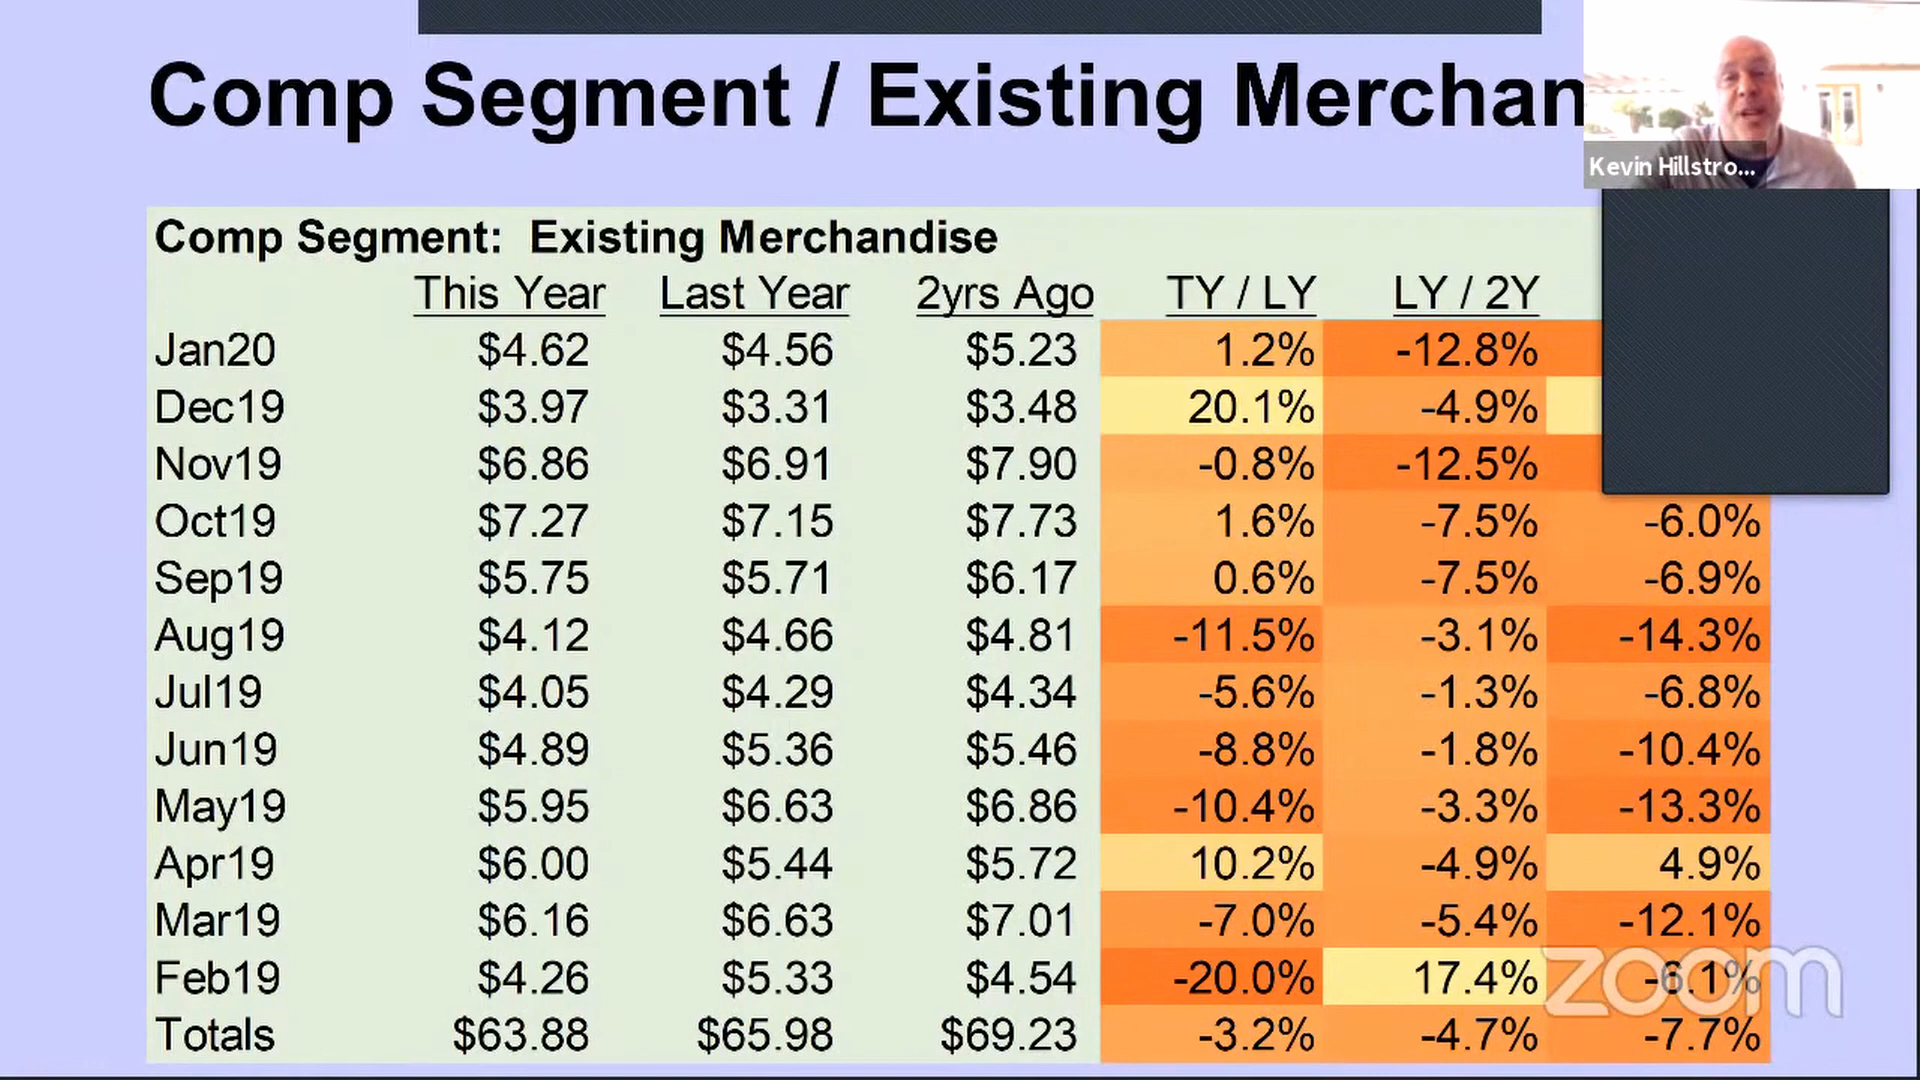 Comp Segment / Existing Merchan
Kevin Hillstro...
Comp Segment: Existing Merchandise
This Year Last Year 2yrs Ago TY / LY LY / 2Y
Jan20 $4.62 $4.56 $5.23 1.2% -12.8%
Dec19 $3.97 $3.31 $3.48 20.1% -4.9%
Nov19 $6.86 $6.91 $7.90 -0.8% -12.5%
Oct19 $7.27 $7.15 $7.73 1.6% -7.5% -6.0%
Sep19 $5.75 $5.71 $6.17 0.6% -7.5% -6.9%
Aug19 $4.12 $4.66 $4.81 -11.5% -3.1% -14.3%
Jul19 $4.05 $4.29 $4.34 -5.6% -1.3% -6.8%
Jun19 $4.89 $5.36 $5.46 -8.8% -1.8% -10.4%
May19 $5.95 $6.63 $6.86 -10.4% -3.3% -13.3%
Apr19 $6.00 $5.44 $5.72 10.2% -4.9% 4.9%
Mar19 $6.16 $6.63 $7.01 -7.0% -5.4% -12.1%
Feb19 $4.26 $5.33 $4.54 -20.0% 17.4% -6.1%
zoom
Totals $63.88 $65.98 $69.23 -3.2% -4.7% -7.7%